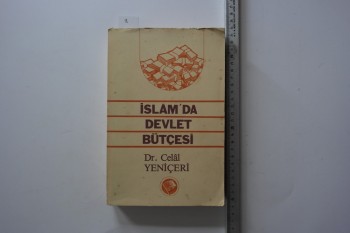 İSLAM'DA
DEVLET
BÜTÇESİ
Dr. Celâl
YENİÇERİ